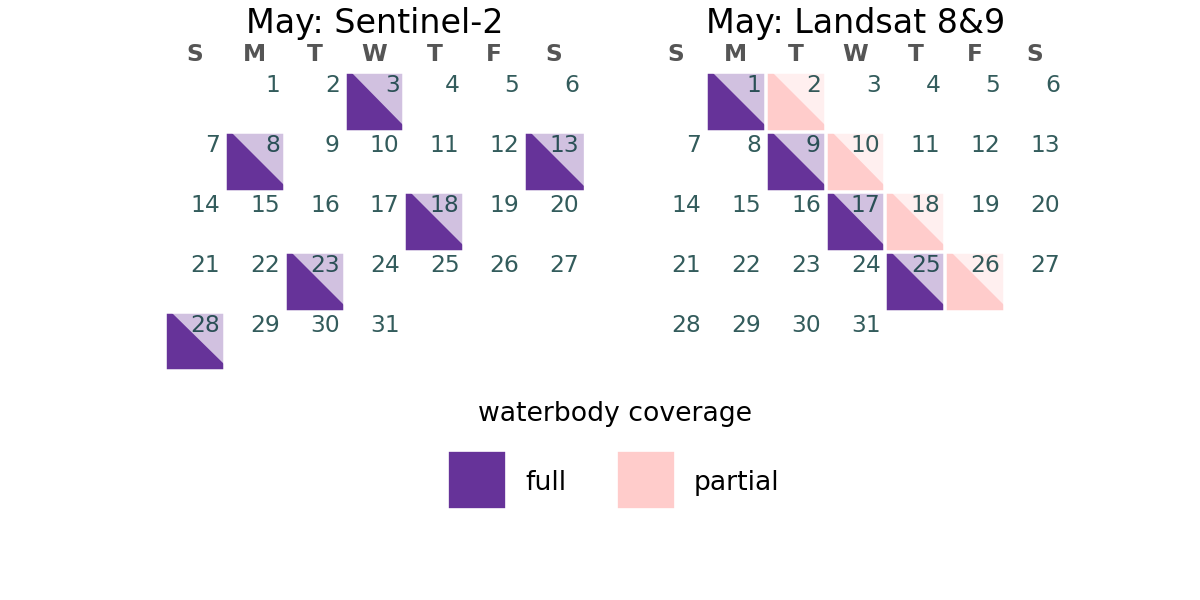 May: Sentinel-2
S M T W T F S
1 2 3 4 5 6
7 8 9 10 11 12 13
14 15 16 17 18 19 20
21 22 23 24 25 26 27
28 29 30 31
May: Landsat 8&9
S M T W T F S
1 2 3 4 5 6
7 8 9 10 11 12 13
14 15 16 17 18 19 20
21 22 23 24 25 26 27
28 29 30 31
waterbody coverage
full
partial